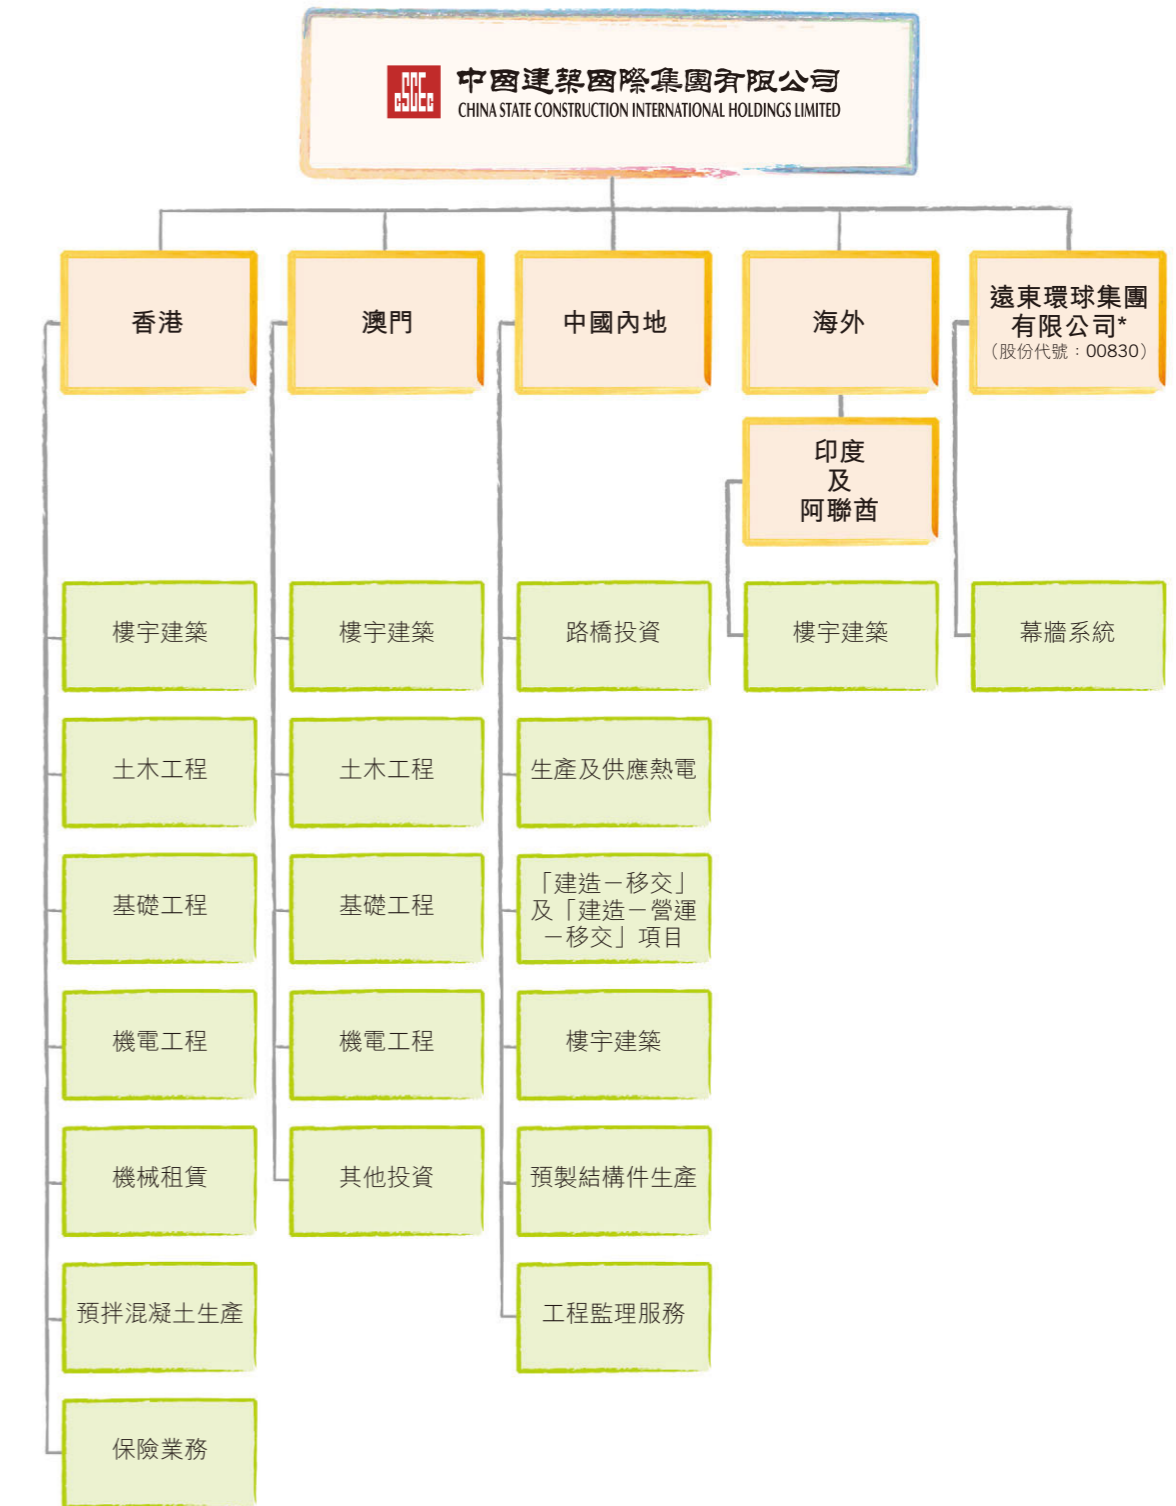 中國建築國際集團有限公司
CHINA STATE CONSTRUCTION INTERNATIONAL HOLDINGS LIMITED
香港
澳門
中國內地
海外
遠東環球集團
有限公司*
（股份代號：00830）
印度
及
阿聯酋
樓宇建築
樓宇建築
路橋投資
樓宇建築
幕牆系統
土木工程
土木工程
生產及供應熱電
基礎工程
基礎工程
「建造－移交」
及「建造－營運
－移交」項目
機電工程
機電工程
樓宇建築
機械租賃
其他投資
預製結構件生產
預拌混凝土生產
工程監理服務
保險業務